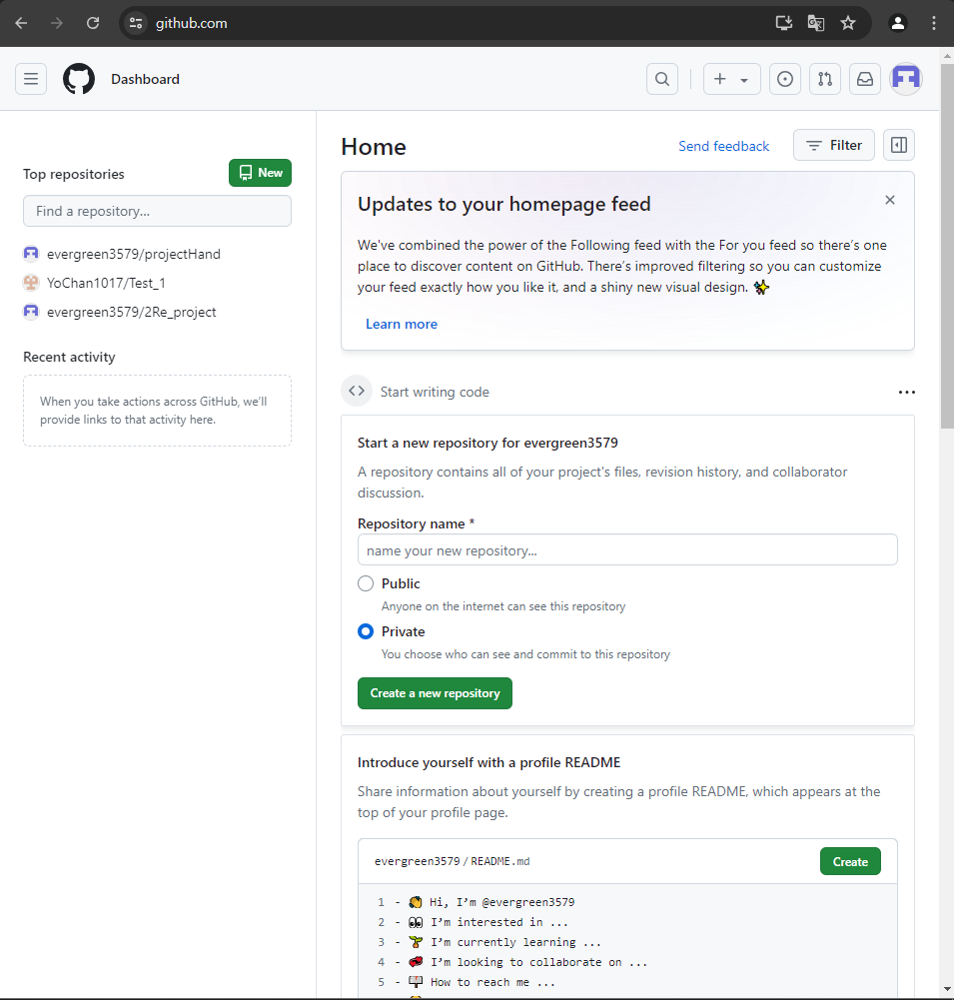 github.com
Dashboard
Top repositories
New
Find a repository...
evergreen3579/projectHand
YoChan1017/Test_1
evergreen3579/2Re_project
Recent activity
When you take actions across GitHub, we'll
provide links to that activity here.
Home
Send feedback
Filter
Updates to your homepage feed
We've combined the power of the Following feed with the For you feed so there's one
place to discover content on GitHub. There's improved filtering so you can customize
your feed exactly how you like it, and a shiny new visual design. ✨
Learn more
Start writing code
Start a new repository for evergreen3579
A repository contains all of your project's files, revision history, and collaborator
discussion.
Repository name *
name your new repository...
Public
Anyone on the internet can see this repository
Private
You choose who can see and commit to this repository
Create a new repository
Introduce yourself with a profile README
Share information about yourself by creating a profile README, which appears at the
top of your profile page.
evergreen3579 / README.md
Create
1 - 👋 Hi, I'm @evergreen3579
2 - 👀 I'm interested in ...
3 - 🌱 I'm currently learning ...
4 - 💞️ I'm looking to collaborate on ...
5 - 📫 How to reach me ...